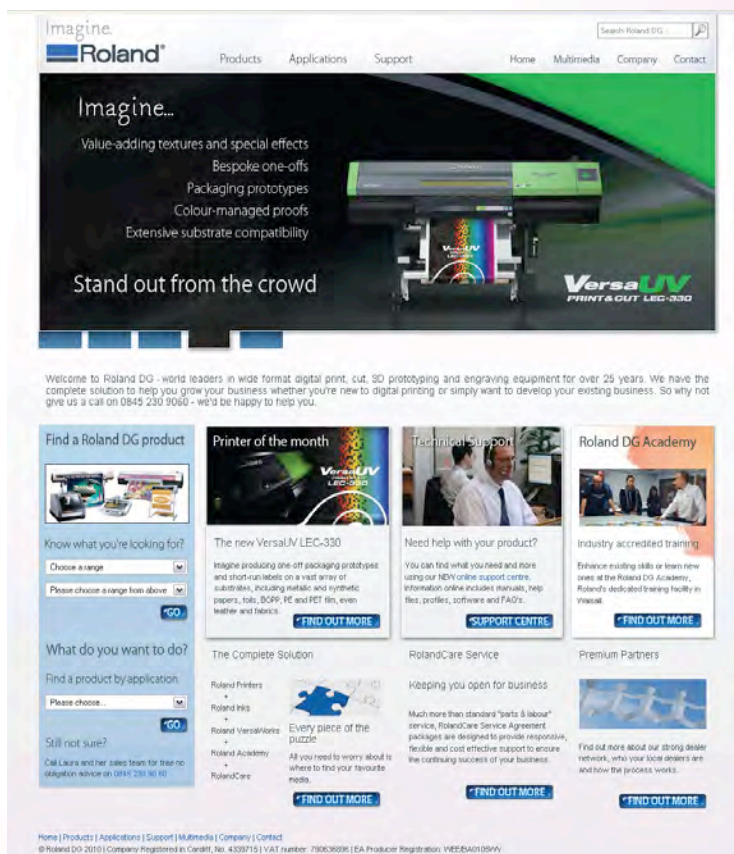 Imagine.
Roland®
Search Roland DG
Products Applications Support
Home Multimedia Company Contact
Imagine...
Value-adding textures and special effects
Bespoke one-offs
Packaging prototypes
Colour-managed proofs
Extensive substrate compatibility
Stand out from the crowd
VersaUV
PRINT&CUT LEC-330
Welcome to Roland DG - world leaders in wide format digital print, cut, 3D prototyping and engraving equipment for over 25 years. We have the
complete solution to help you grow your business whether you're new to digital printing or simply want to develop your existing business. So why not
give us a call on 0845 230 9060 - we'd be happy to help you.
Find a Roland DG product
Know what you're looking for?
Choose a range
Please choose a range from above
GO
What do you want to do?
Find a product by application
Please choose...
GO
Still not sure?
Call Laura and her sales team for free no
obligation advice on 0845 230 90 60
Printer of the month
VersaUV
LEC-330
The new VersaUV LEC-330
Imagine producing one-off packaging prototypes
and short-run labels on a vast array of
substrates, including metallic and synthetic
papers, foils, BOPP, PE and PET film, even
leather and fabrics.
FIND OUT MORE
Technical Support
Need help with your product?
You can find what you need and more
using our NEW online support centre.
Information online includes manuals, help
files, profiles, software and FAQ's.
SUPPORT CENTRE
Roland DG Academy
Industry accredited training
Enhance existing skills or learn new
ones at the Roland DG Academy,
Roland's dedicated training facility in
Walsall.
FIND OUT MORE
The Complete Solution
Roland Printers
+
Roland Inks
+
Roland VersaWorks
+
Roland Academy
+
RolandCare
Every piece of the
puzzle
All you need to worry about is
where to find your favourite
media.
FIND OUT MORE
RolandCare Service
Keeping you open for business
Much more than standard "parts & labour"
service, RolandCare Service Agreement
packages are designed to provide responsive,
flexible and cost effective support to ensure
the continuing success of your business.
FIND OUT MORE
Premium Partners
Find out more about our strong dealer
network, who your local dealers are
and how the process works.
FIND OUT MORE
Home | Products | Applications | Support | Multimedia | Company | Contact
© Roland DG 2010 | Company Registered in Cardiff, No. 4339715 | VAT number: 790636896 | EA Producer Registration: